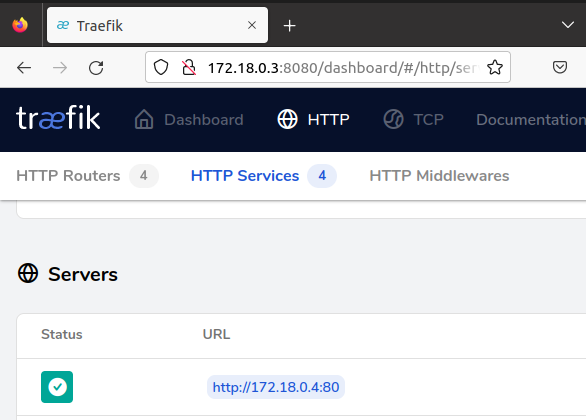 Traefik
172.18.0.3:8080/dashboard/#/http/ser
træfik Dashboard HTTP TCP Documentation
HTTP Routers 4 HTTP Services 4 HTTP Middlewares
Servers
Status URL
http://172.18.0.4:80